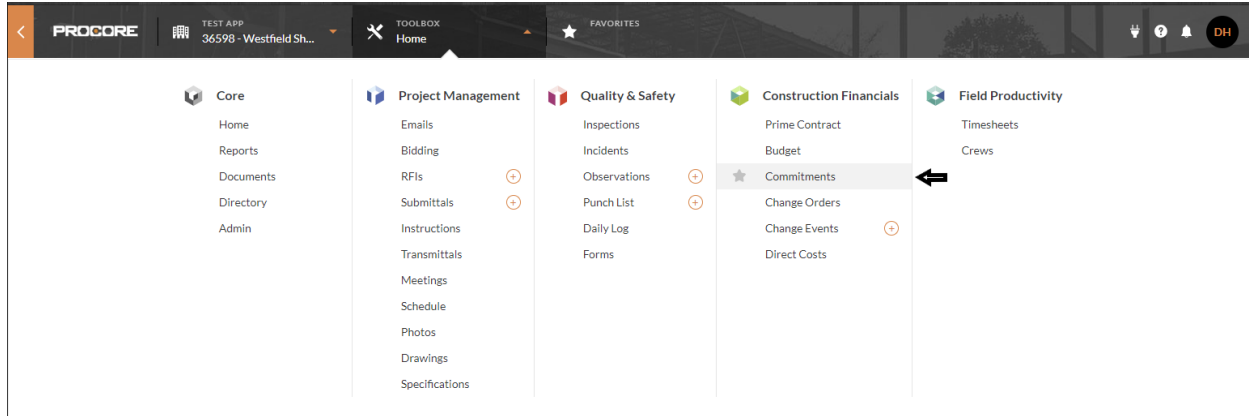 PROCORE
TEST APP
36598 - Westfield Sh...
TOOLBOX
Home
FAVORITES
DH
Core
Home
Reports
Documents
Directory
Admin
Project Management
Emails
Bidding
RFIs
Submittals
Instructions
Transmittals
Meetings
Schedule
Photos
Drawings
Specifications
Quality & Safety
Inspections
Incidents
Observations
Punch List
Daily Log
Forms
Construction Financials
Prime Contract
Budget
Commitments
Change Orders
Change Events
Direct Costs
Field Productivity
Timesheets
Crews